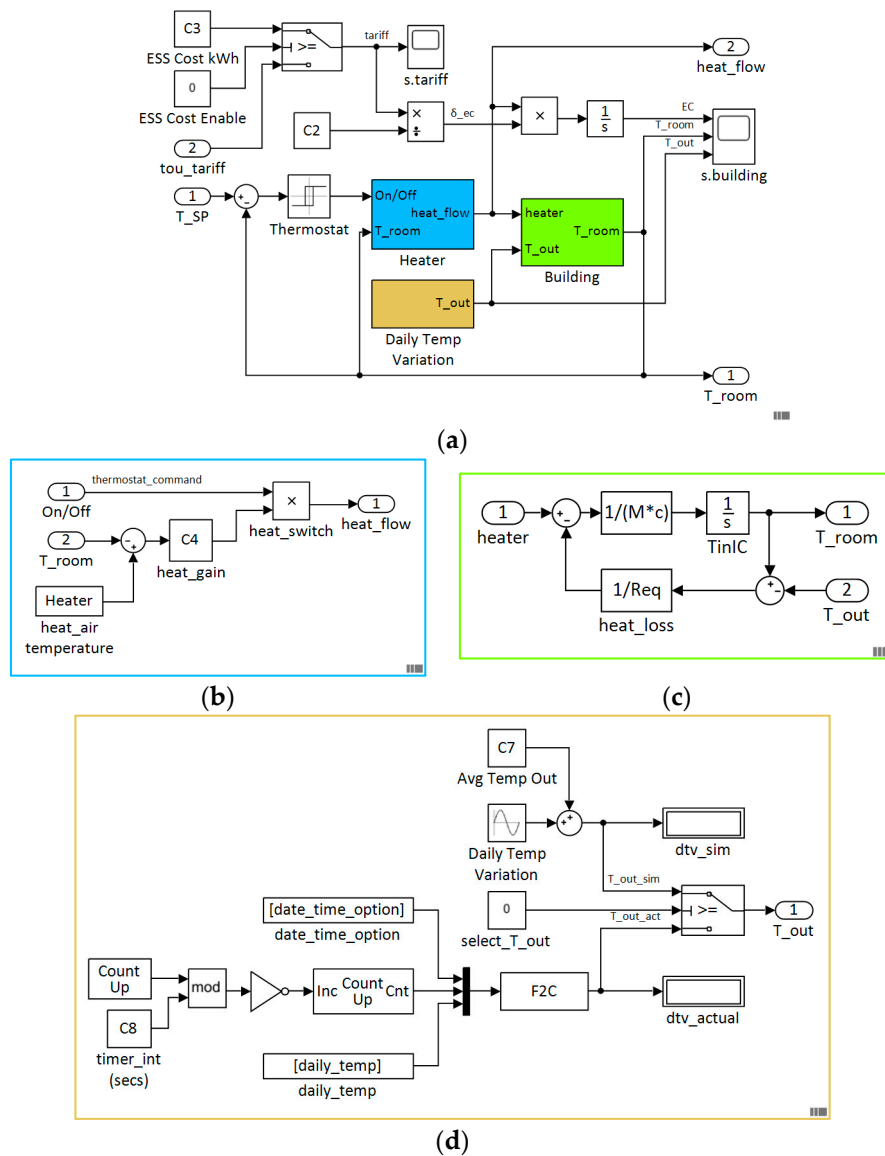 C3
ESS Cost kWh
0
ESS Cost Enable
2
tou_tariff
>=
tariff
s.tariff
2
heat_flow
C2
×
÷
δ_ec
×
1
s
EC
T_room
T_out
s.building
1
T_SP
+
−
Thermostat
On/Off
heat_flow
T_room
Heater
heater
T_room
T_out
Building
T_out
Daily Temp
Variation
1
T_room
(a)
1
On/Off
thermostat_command
2
T_room
-
+
C4
heat_gain
×
heat_switch
1
heat_flow
Heater
heat_air
temperature
(b)
1
heater
+
−
1/(M*c)
1
s
TinIC
1
T_room
1/Req
heat_loss
+
−
2
T_out
(c)
C7
Avg Temp Out
Daily Temp
Variation
+
+
dtv_sim
T_out_sim
0
select_T_out
T_out_act
>=
1
T_out
[date_time_option]
date_time_option
Count
Up
mod
C8
timer_int
(secs)
Inc Count Cnt
Up
F2C
dtv_actual
[daily_temp]
daily_temp
(d)